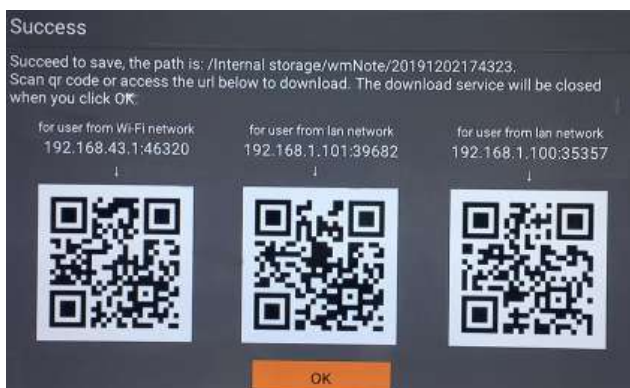 Success
Succeed to save, the path is: /Internal storage/wmNote/20191202174323.
Scan qr code or access the url below to download. The download service will be closed
when you click OK.
for user from Wi-Fi network
192.168.43.1:46320
↓
for user from lan network
192.168.1.101:39682
↓
for user from lan network
192.168.1.100:35357
↓
OK